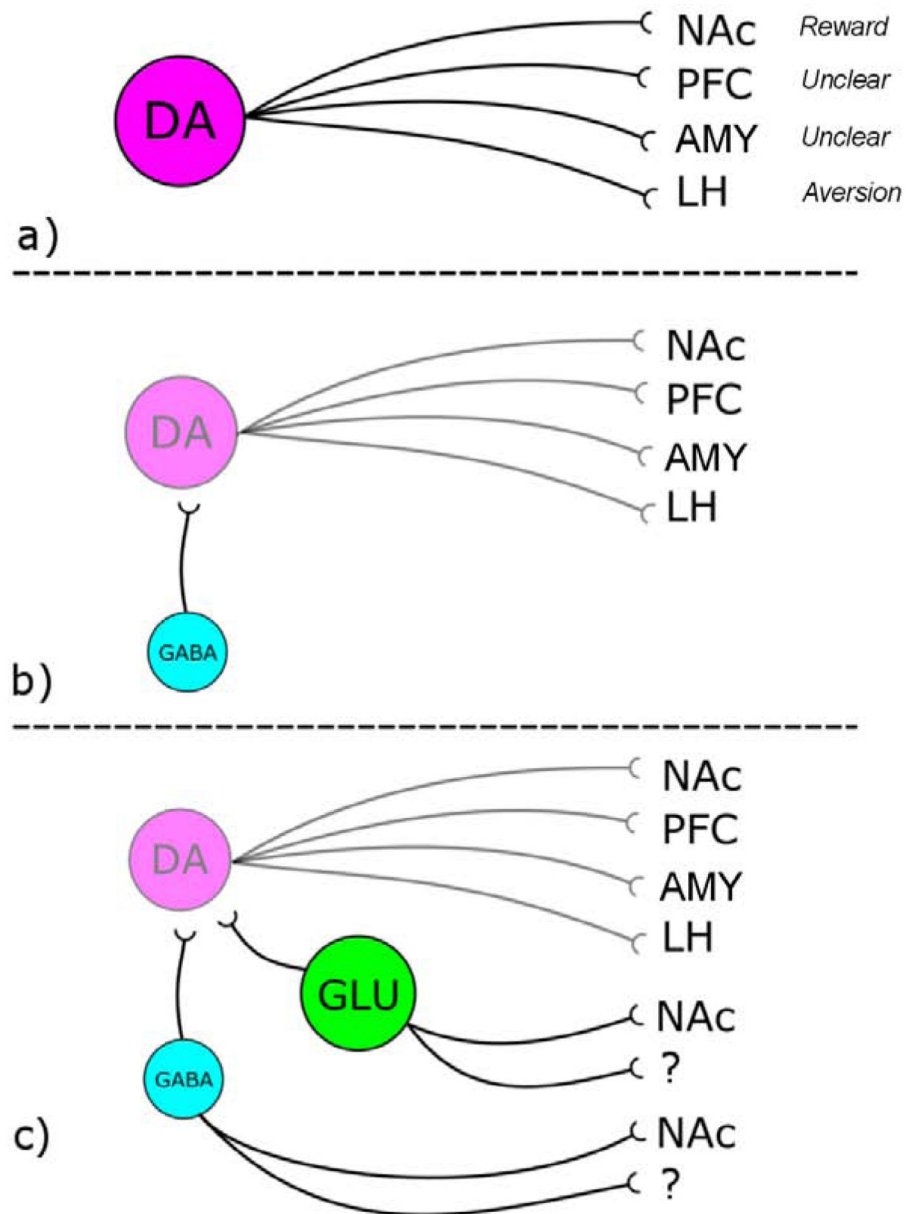 NAc Reward
PFC Unclear
DA
AMY Unclear
LH Aversion
a)
NAc
PFC
DA
AMY
LH
GABA
b)
NAc
PFC
DA
AMY
LH
GLU
NAc
?
GABA
NAc
c)
?